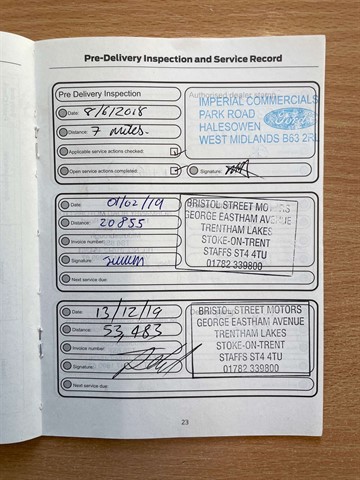 Pre-Delivery Inspection and Service Record
Pre Delivery Inspection
Date: 8/6/2018
Distance: 7 miles.
Applicable service actions checked:
Open service actions completed:
IMPERIAL COMMERCIALS
PARK ROAD
HALESOWEN
WEST MIDLANDS B63 2RL
Ford
Signature:
Date: 01/02/19
Distance: 20855
Invoice number:
Signature:
Next service due:
BRISTOL STREET MOTORS
GEORGE EASTHAM AVENUE
TRENTHAM LAKES
STOKE-ON-TRENT
STAFFS ST4 4TU
01782 339800
Date: 13/12/19
Distance: 53,483
Invoice number:
Signature:
Next service due:
BRISTOL STREET MOTORS
GEORGE EASTHAM AVENUE
TRENTHAM LAKES
STOKE-ON-TRENT
STAFFS ST4 4TU
01782 339800
23